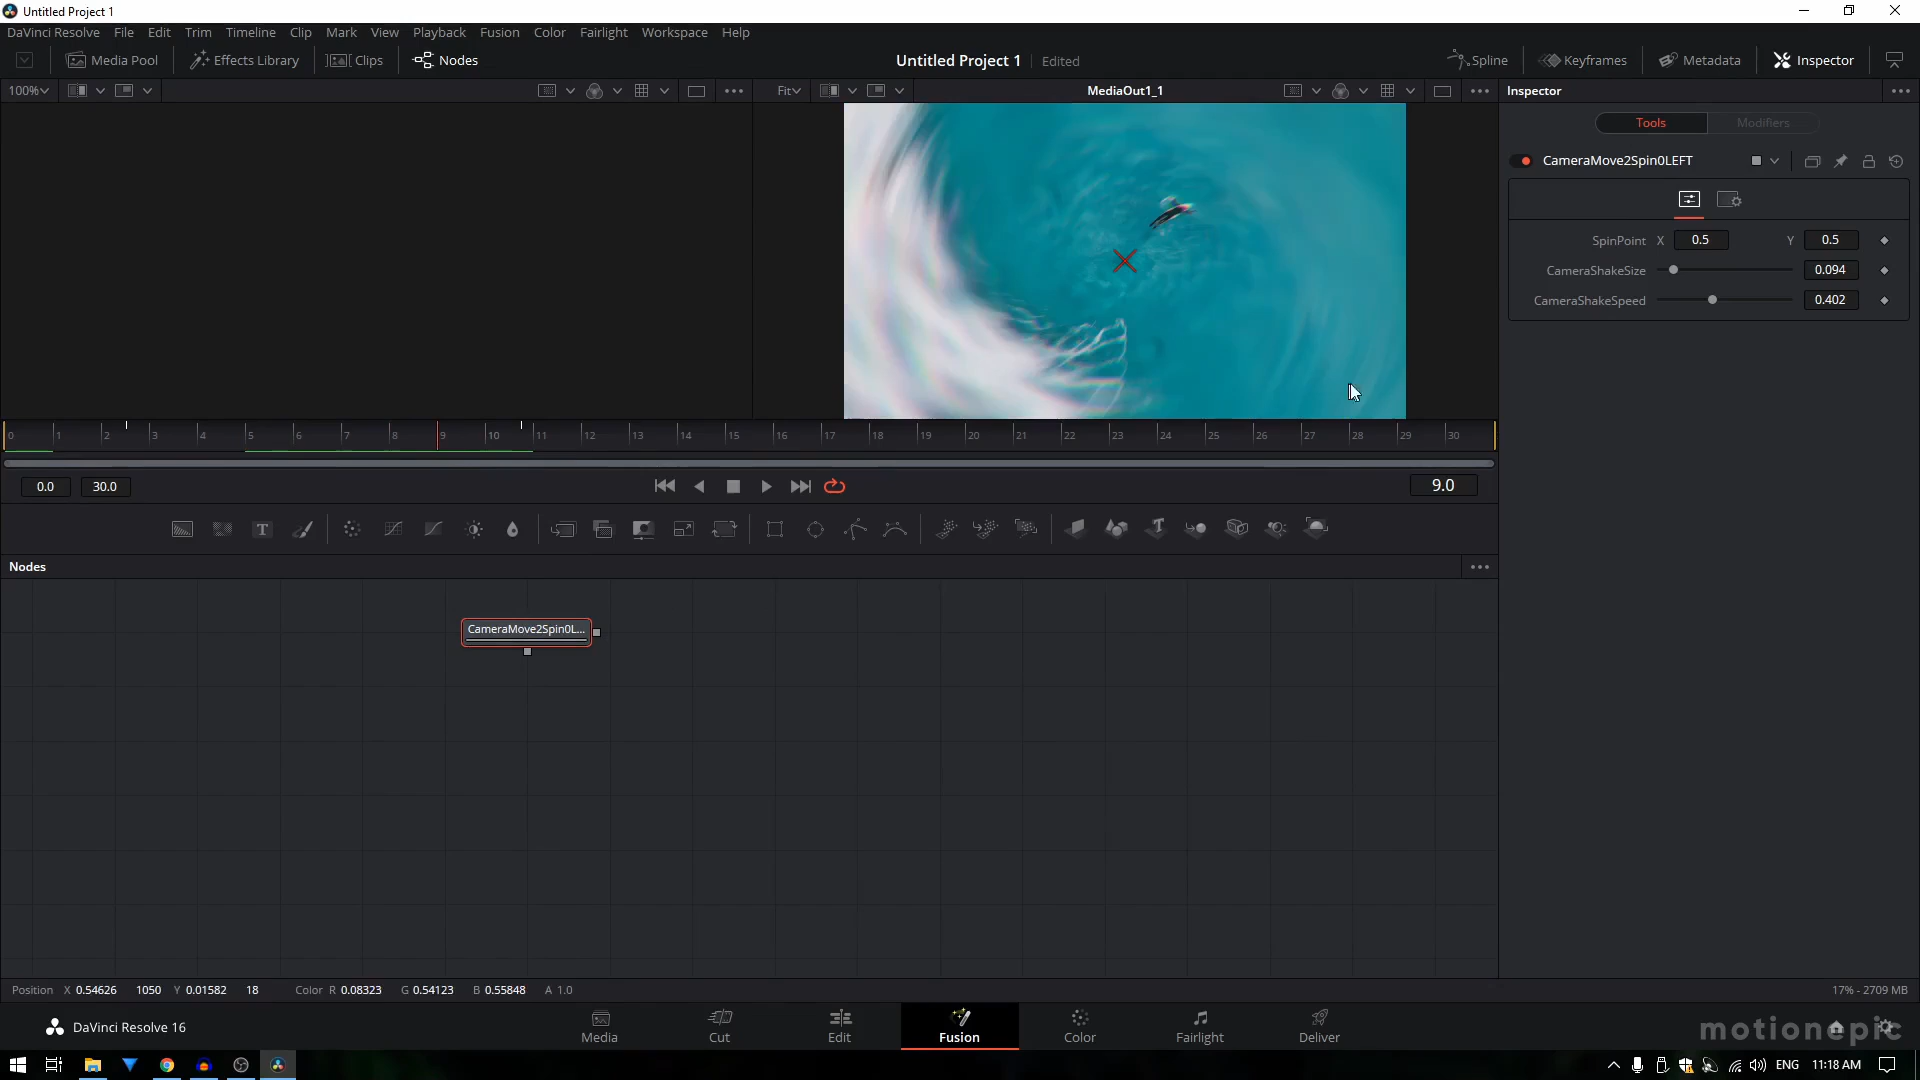 Untitled Project 1
DaVinci Resolve File Edit Trim Timeline Clip Mark View Playback Fusion Color Fairlight Workspace Help
Media Pool Effects Library Clips Nodes Untitled Project 1 Edited Spline Keyframes Metadata Inspector
100% Fit MediaOut1_1 Inspector
Tools Modifiers
CameraMove2Spin0LEFT
SpinPoint X 0.5 Y 0.5
CameraShakeSize 0.094
CameraShakeSpeed 0.402
0 1 2 3 4 5 6 7 8 9 10 11 12 13 14 15 16 17 18 19 20 21 22 23 24 25 26 27 28 29 30
0.0 30.0 9.0
Nodes
CameraMove2Spin0L...
Position X 0.54626 1050 Y 0.01582 18 Color R 0.08323 G 0.54123 B 0.55848 A 1.0 17% - 2709 MB
DaVinci Resolve 16 Media Cut Edit Fusion Color Fairlight Deliver motionepic
ENG 11:18 AM